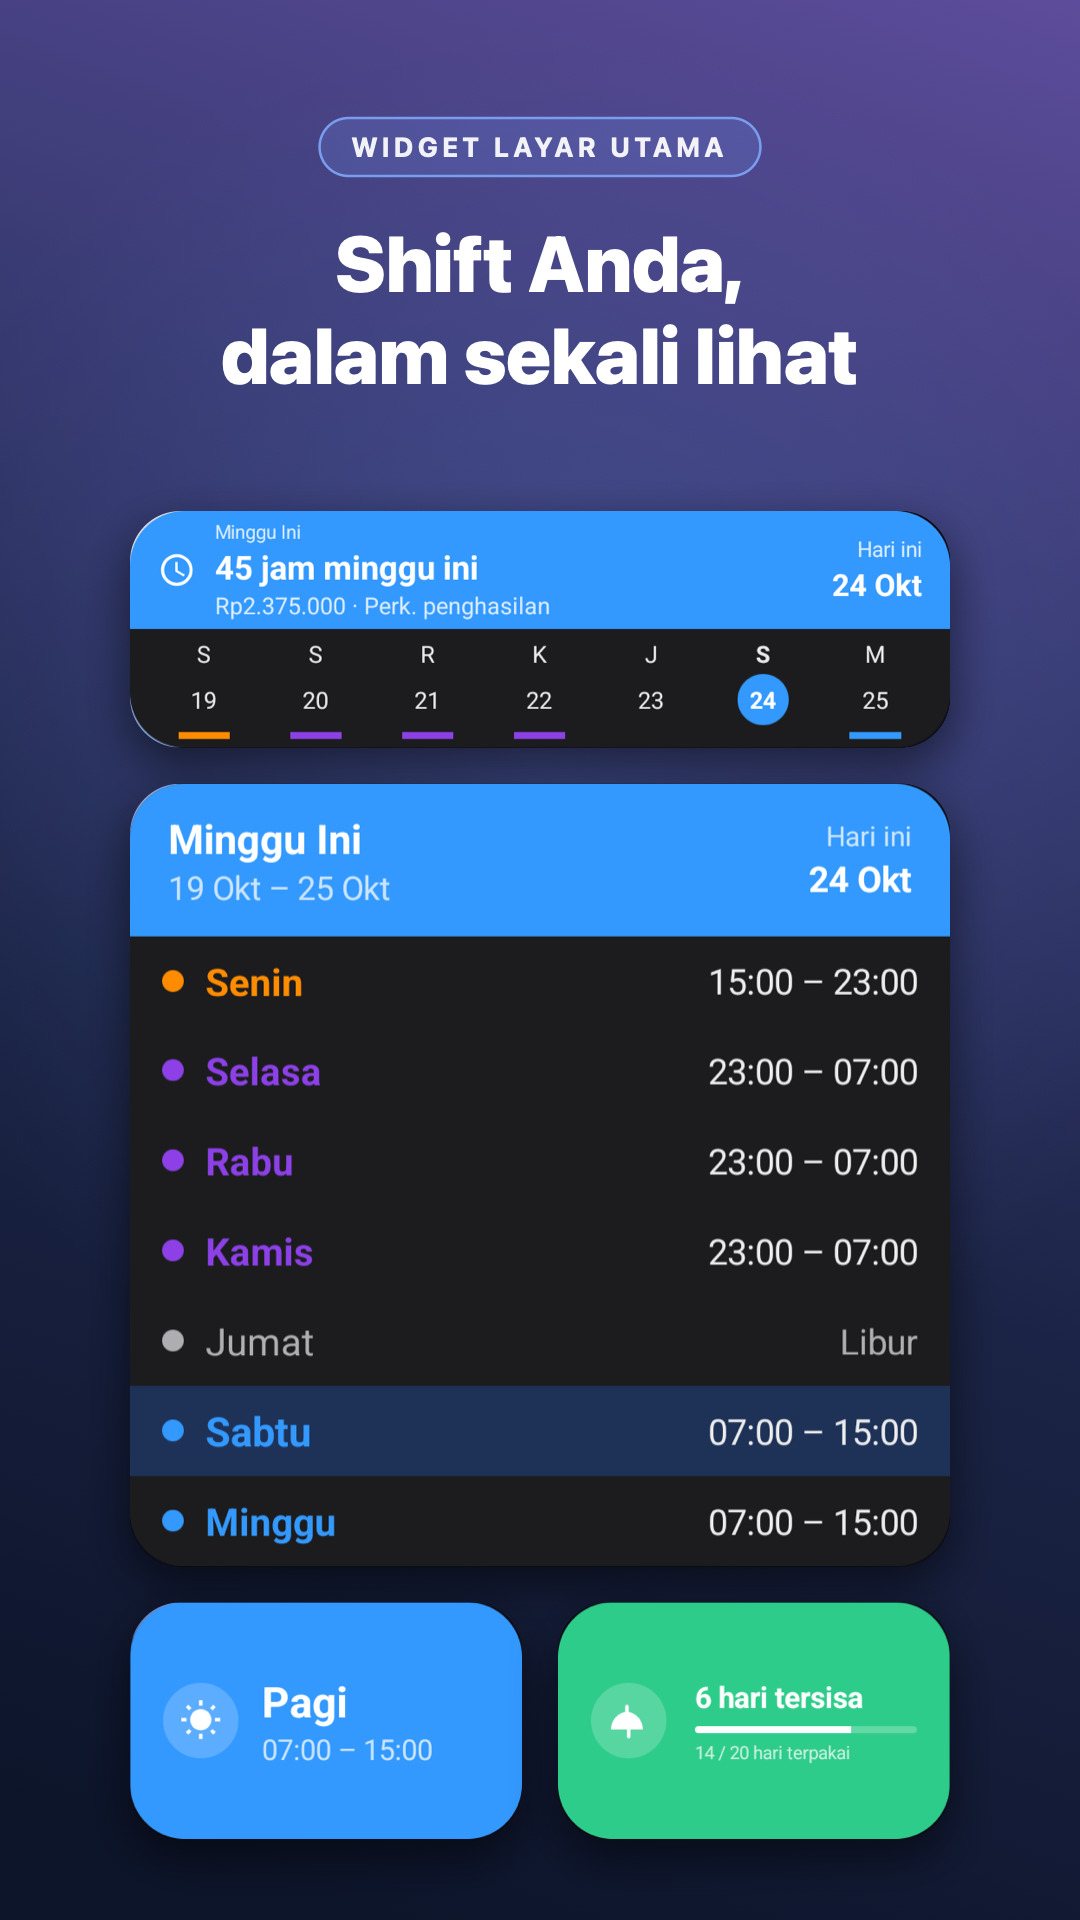 WIDGET LAYAR UTAMA
Shift Anda,
dalam sekali lihat
Minggu Ini
45 jam minggu ini
Rp2.375.000 · Perk. penghasilan
Hari ini
24 Okt
S S R K J S M
19 20 21 22 23 24 25
Minggu Ini
19 Okt – 25 Okt
Hari ini
24 Okt
Senin 15:00 – 23:00
Selasa 23:00 – 07:00
Rabu 23:00 – 07:00
Kamis 23:00 – 07:00
Jumat Libur
Sabtu 07:00 – 15:00
Minggu 07:00 – 15:00
Pagi
07:00 – 15:00
6 hari tersisa
14 / 20 hari terpakai